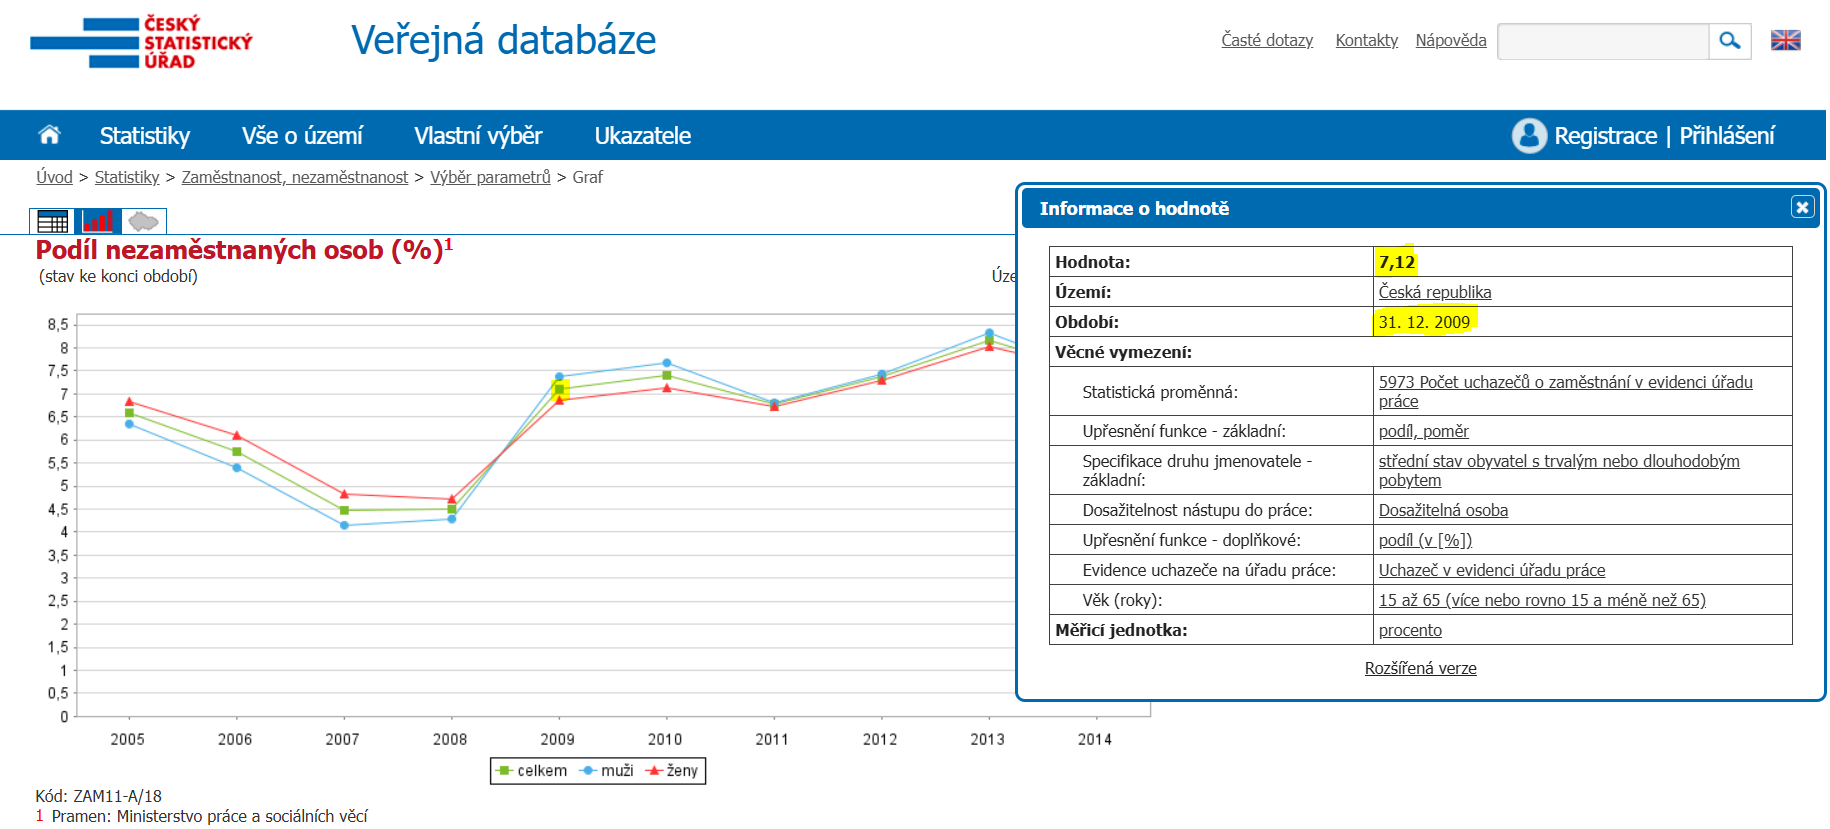 ČESKÝ
STATISTICKÝ
ÚŘAD
Veřejná databáze
Časté dotazy Kontakty Nápověda
Statistiky Vše o území Vlastní výběr Ukazatele Registrace | Přihlášení
Úvod > Statistiky > Zaměstnanost, nezaměstnanost > Výběr parametrů > Graf
Podíl nezaměstnaných osob (%)1
(stav ke konci období)
Úze
8,5
8
7,5
7
6,5
6
5,5
5
4,5
4
3,5
3
2,5
2
1,5
1
0,5
0
2005 2006 2007 2008 2009 2010 2011 2012 2013 2014
celkem muži ženy
Kód: ZAM11-A/18
1 Pramen: Ministerstvo práce a sociálních věcí
Informace o hodnotě
Hodnota: 7,12
Území: Česká republika
Období: 31. 12. 2009
Věcné vymezení:
Statistická proměnná: 5973 Počet uchazečů o zaměstnání v evidenci úřadu
práce
Upřesnění funkce - základní: podíl, poměr
Specifikace druhu jmenovatele -
základní:
střední stav obyvatel s trvalým nebo dlouhodobým
pobytem
Dosažitelnost nástupu do práce: Dosažitelná osoba
Upřesnění funkce - doplňkové: podíl (v [%])
Evidence uchazeče na úřadu práce: Uchazeč v evidenci úřadu práce
Věk (roky): 15 až 65 (více nebo rovno 15 a méně než 65)
Měřicí jednotka: procento
Rozšířená verze